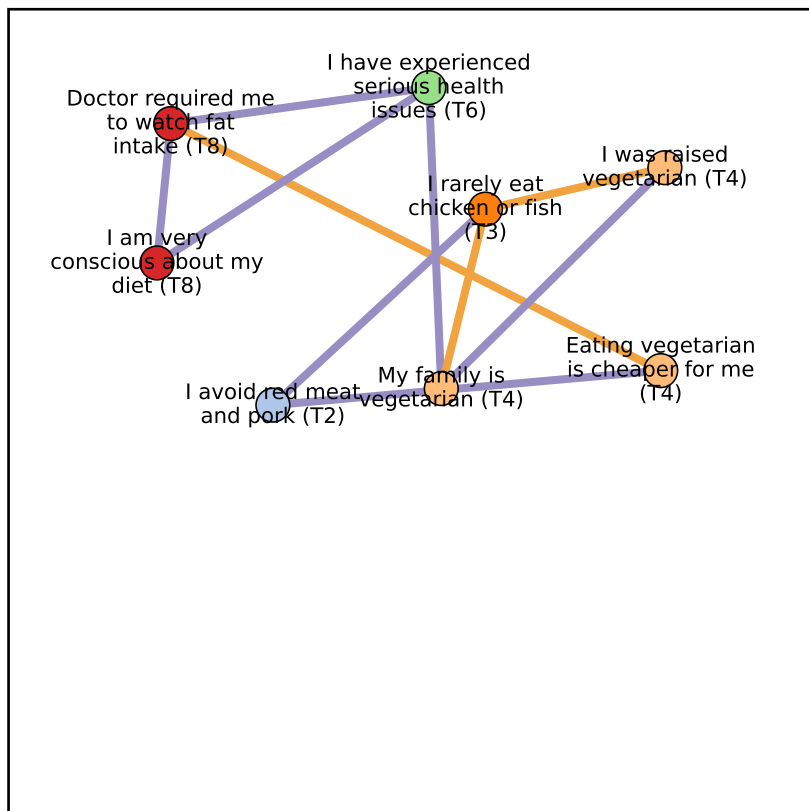 I have experienced
serious health
issues (T6)
Doctor required me
to watch fat
intake (T8)
I was raised
vegetarian (T4)
I rarely eat
chicken or fish
(T3)
I am very
conscious about my
diet (T8)
Eating vegetarian
is cheaper for me
(T4)
My family is
vegetarian (T4)
I avoid red meat
and pork (T2)